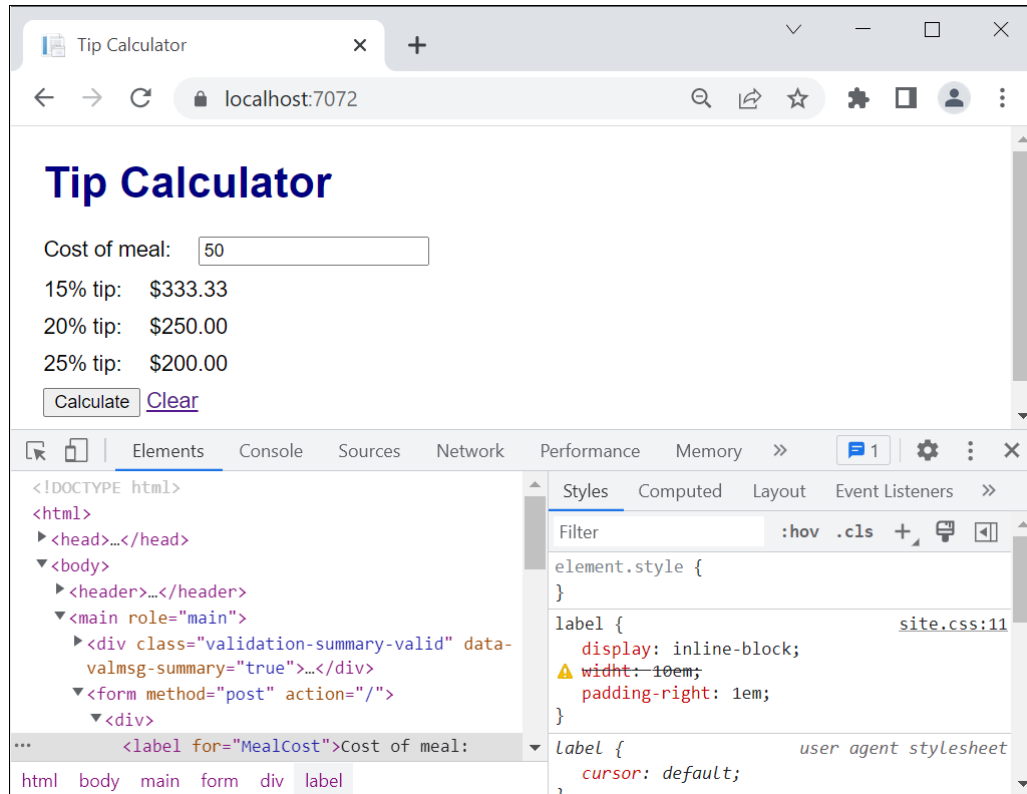 Tip Calculator
localhost:7072
Tip Calculator
Cost of meal: 50
15% tip: $333.33
20% tip: $250.00
25% tip: $200.00
Calculate Clear
Elements Console Sources Network Performance Memory » 1
<!DOCTYPE html>
<html>
<head>…</head>
<body>
<header>…</header>
<main role="main">
<div class="validation-summary-valid" data-
valmsg-summary="true">…</div>
<form method="post" action="/">
<div>
… <label for="MealCost">Cost of meal:
html body main form div label
Styles Computed Layout Event Listeners »
Filter :hov .cls +
element.style {
}
label { site.css:11
display: inline-block;
widht: 10em;
padding-right: 1em;
}
label { user agent stylesheet
cursor: default;